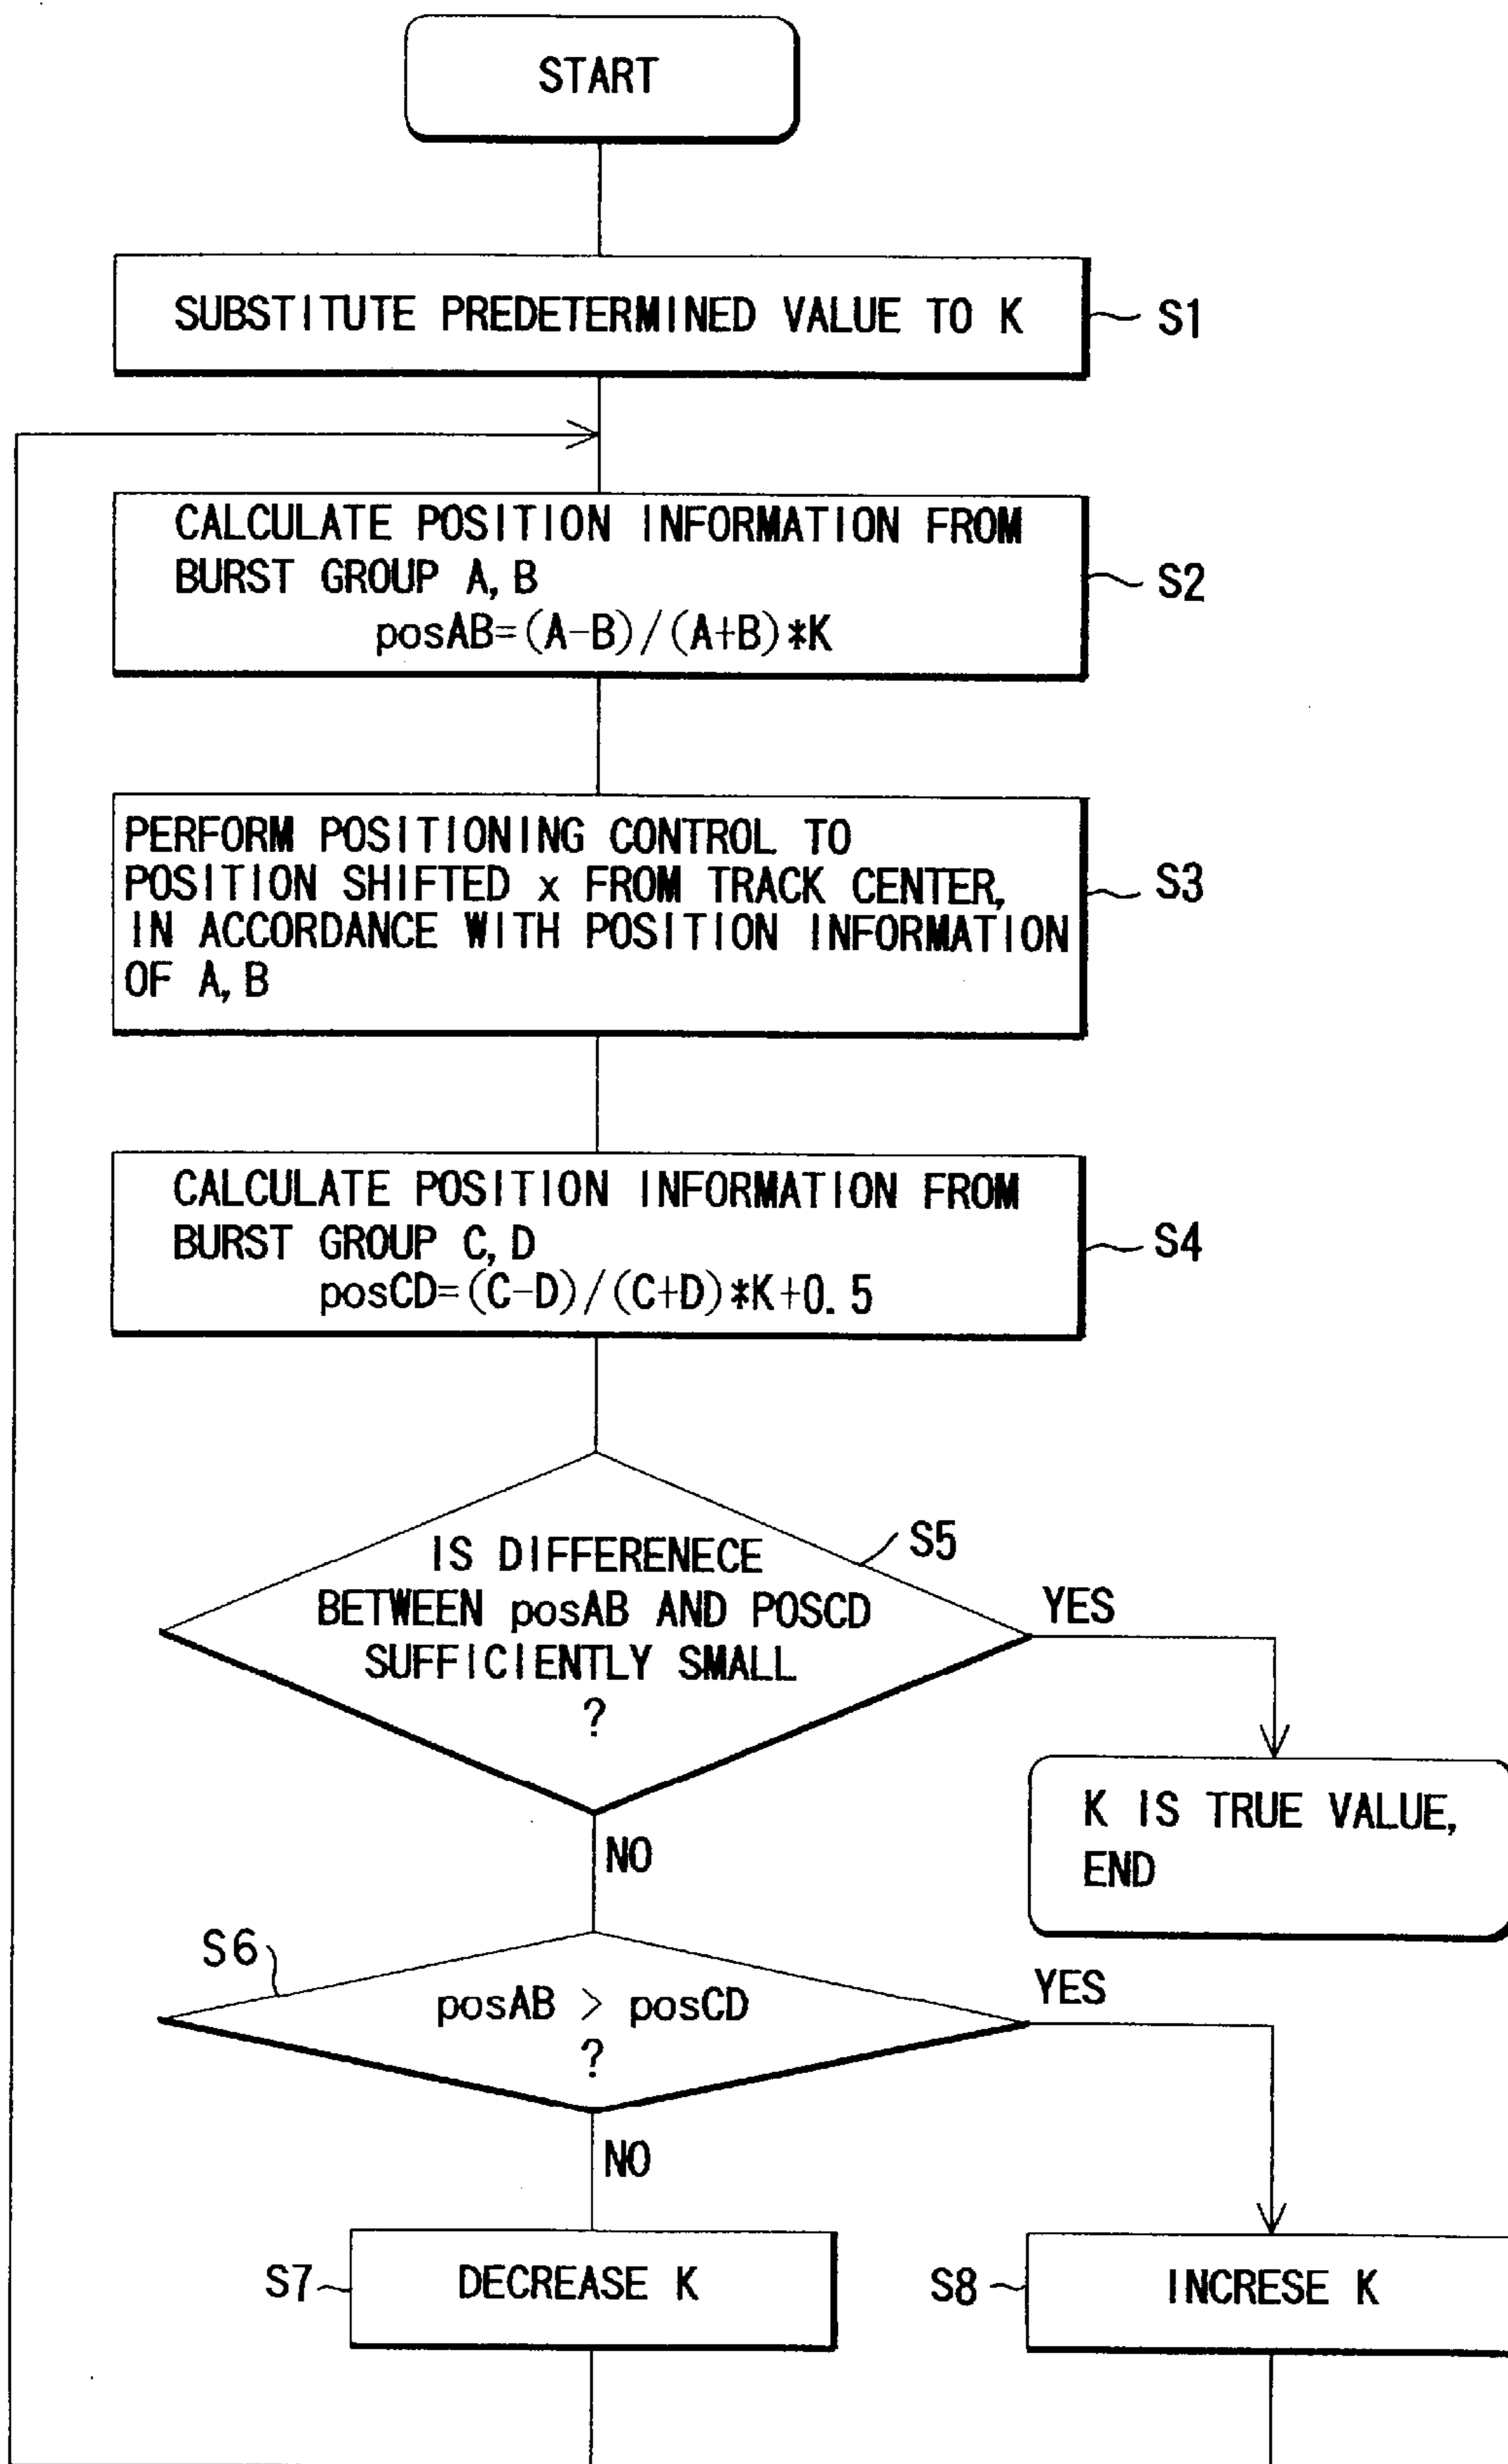 START
SUBSTITUTE PREDETERMINED VALUE TO K
S1
CALCULATE POSITION INFORMATION FROM
BURST GROUP A, B
posAB=(A-B)/(A+B)*K
S2
PERFORM POSITIONING CONTROL TO
POSITION SHIFTED x FROM TRACK CENTER,
IN ACCORDANCE WITH POSITION INFORMATION
OF A, B
S3
CALCULATE POSITION INFORMATION FROM
BURST GROUP C, D
posCD=(C-D)/(C+D)*K+0.5
S4
IS DIFFERENECE
BETWEEN posAB AND POSCD
SUFFICIENTLY SMALL
?
S5
YES
K IS TRUE VALUE,
END
NO
S6
posAB > posCD
?
YES
NO
S7
DECREASE K
S8
INCRESE K